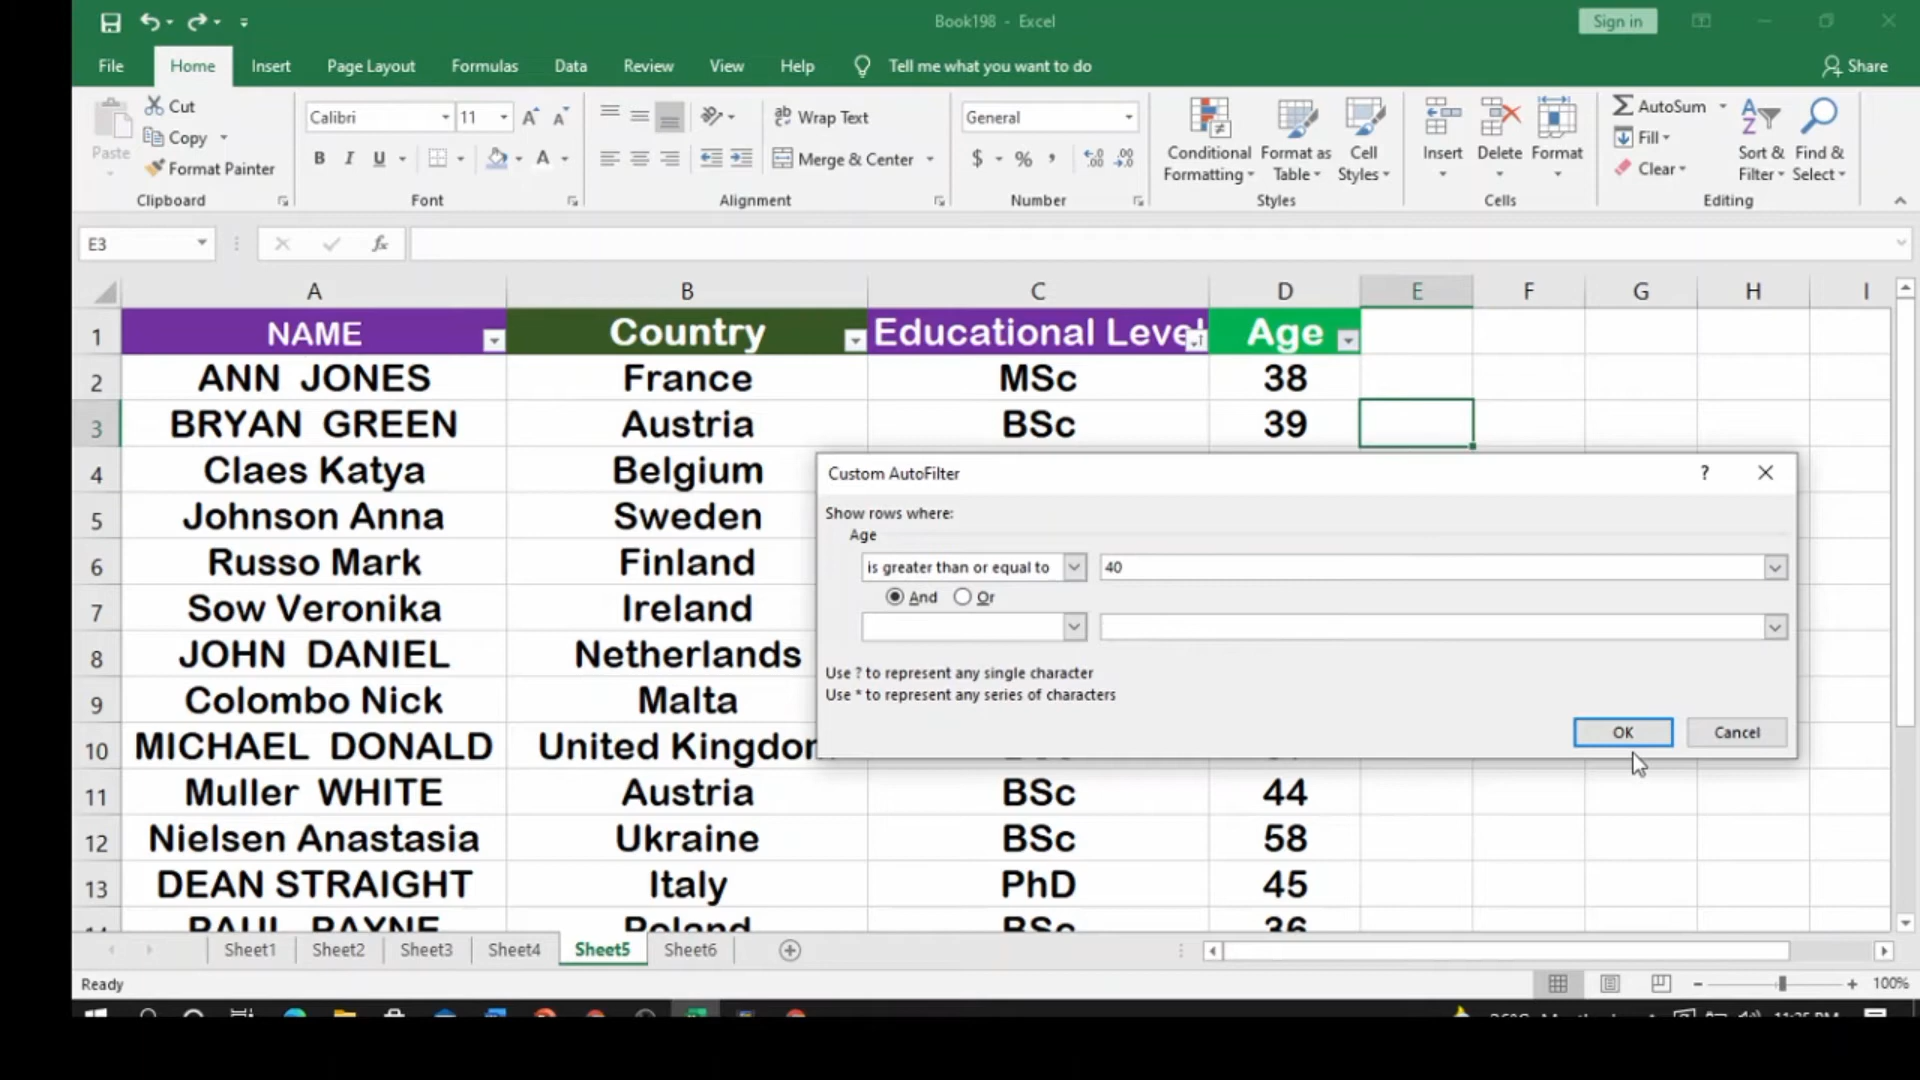 Book198 - Excel
Sign in
File Home Insert Page Layout Formulas Data Review View Help Tell me what you want to do Share
Paste
Cut
Copy
Format Painter
Clipboard
Calibri 11
B I U A
Font
ab Wrap Text
Merge & Center
Alignment
General
$ % ,
Number
Conditional Formatting
Format as Table
Cell Styles
Styles
Insert Delete Format
Cells
AutoSum
Fill
Clear
Sort & Filter
Find & Select
Editing
E3 fx
A B C D E F G H I
1 NAME Country Educational Level Age
2 ANN JONES France MSc 38
3 BRYAN GREEN Austria BSc 39
4 Claes Katya Belgium
5 Johnson Anna Sweden
6 Russo Mark Finland
7 Sow Veronika Ireland
8 JOHN DANIEL Netherlands
9 Colombo Nick Malta
10 MICHAEL DONALD United Kingdom
11 Muller WHITE Austria BSc 44
12 Nielsen Anastasia Ukraine BSc 58
13 DEAN STRAIGHT Italy PhD 45
14 PAUL PAYNE Poland BSc 36
Custom AutoFilter ?
Show rows where:
Age
is greater than or equal to 40
And Or
Use ? to represent any single character
Use * to represent any series of characters
OK Cancel
Sheet1 Sheet2 Sheet3 Sheet4 Sheet5 Sheet6
Ready 100%